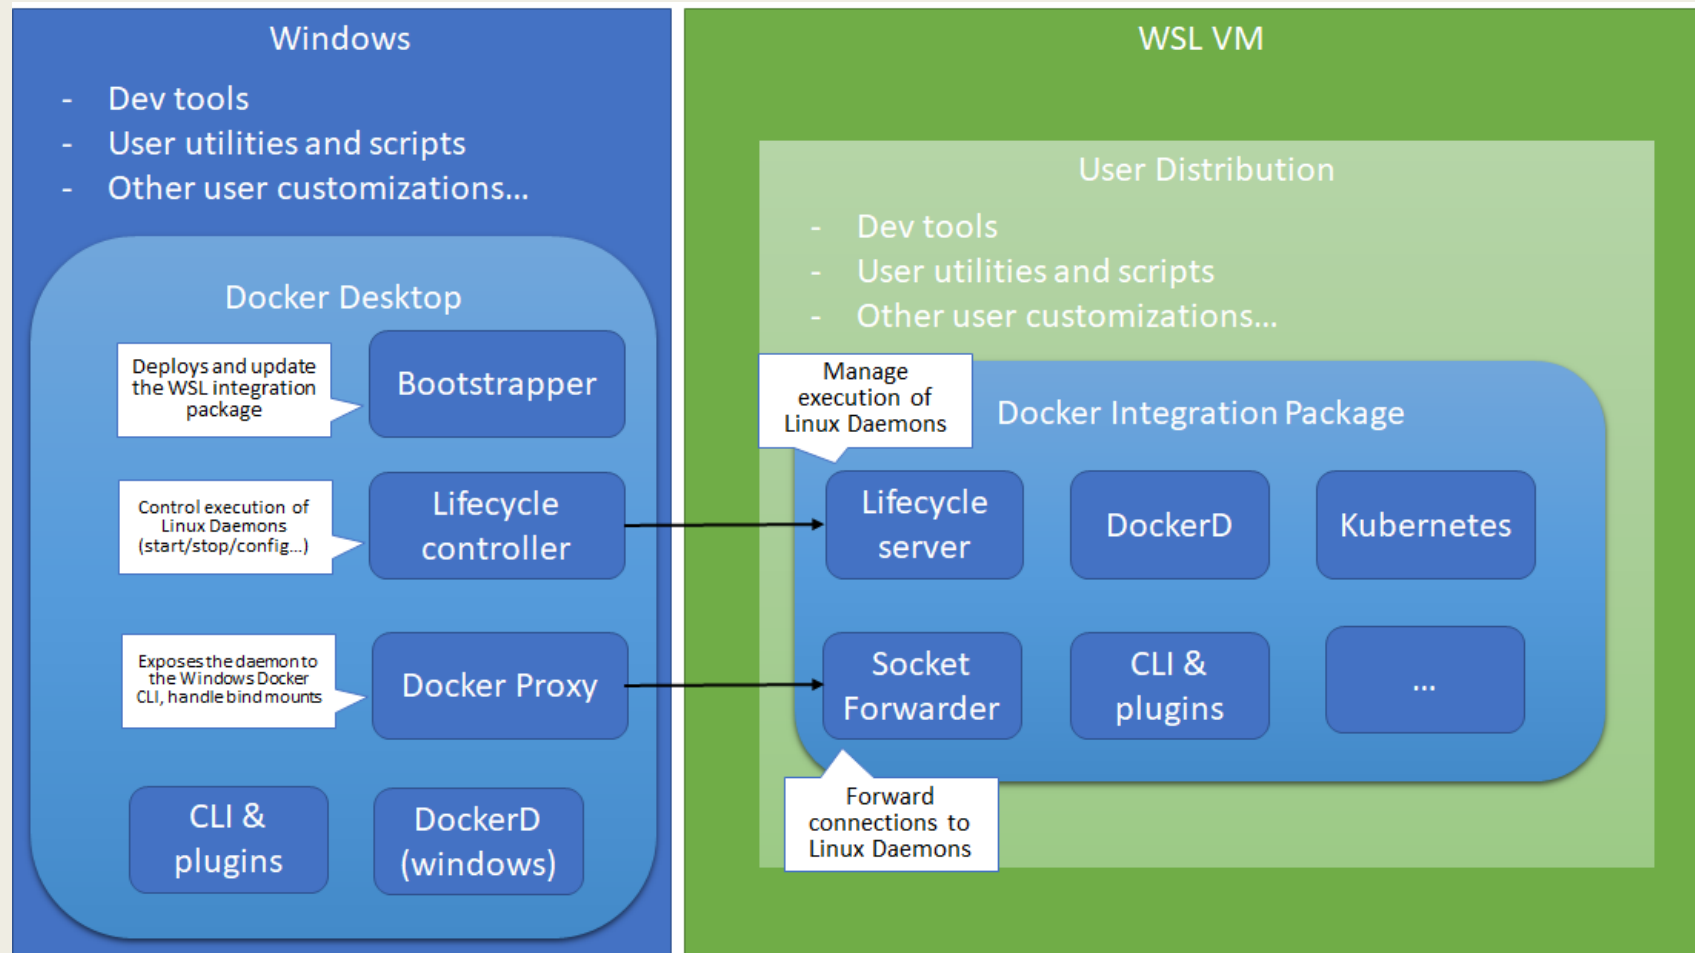 Windows
- Dev tools
- User utilities and scripts
- Other user customizations...
Docker Desktop
Deploys and update
the WSL integration
package
Bootstrapper
Control execution of
Linux Daemons
(start/stop/config...)
Lifecycle
controller
Exposes the daemon to
the Windows Docker
CLI, handle bind mounts
Docker Proxy
CLI &
plugins
DockerD
(windows)
WSL VM
User Distribution
- Dev tools
- User utilities and scripts
- Other user customizations...
Manage
execution of
Linux Daemons
Docker Integration Package
Lifecycle
server
DockerD
Kubernetes
Socket
Forwarder
CLI &
plugins
...
Forward
connections to
Linux Daemons